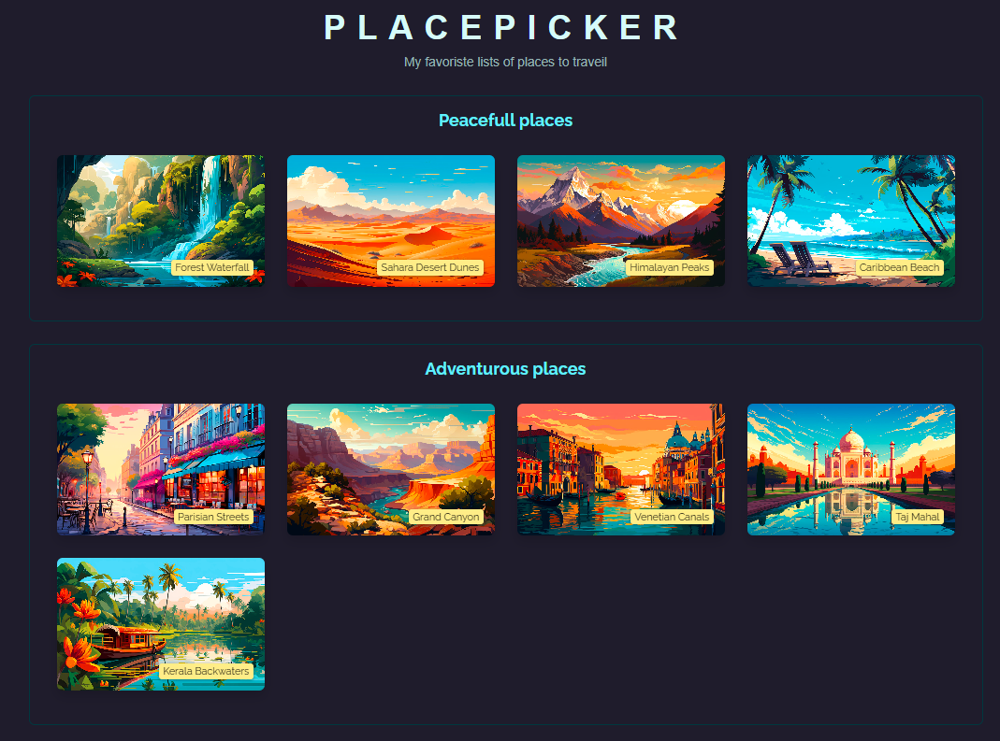 PLACEPICKER
My favoriste lists of places to traveil
Peacefull places
Forest Waterfall
Sahara Desert Dunes
Himalayan Peaks
Caribbean Beach
Adventurous places
Parisian Streets
Grand Canyon
Venetian Canals
Taj Mahal
Kerala Backwaters